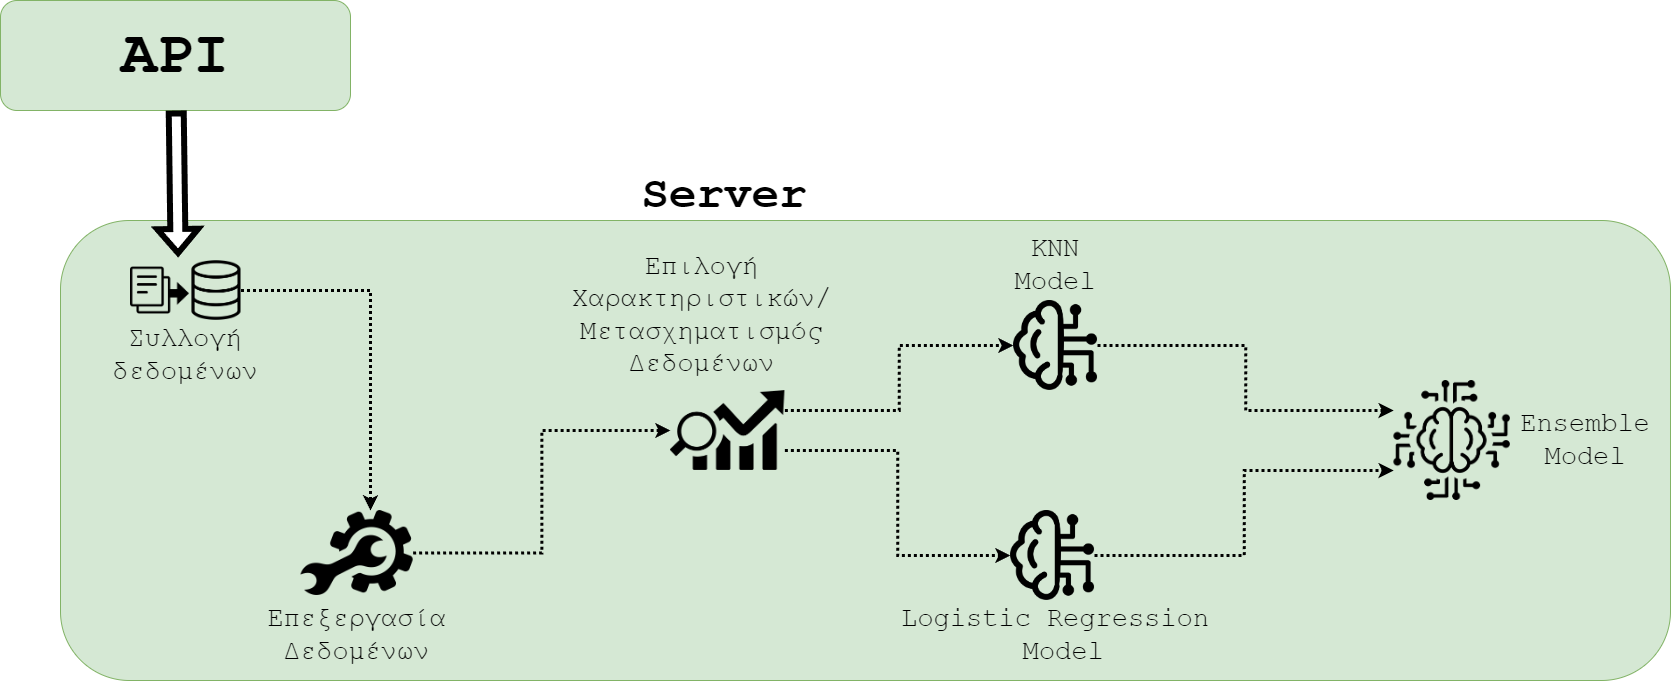 API
Server
Συλλογή
δεδομένων
Επεξεργασία
Δεδομένων
Επιλογή
Χαρακτηριστικών/
Μετασχηματισμός
Δεδομένων
KNN
Model
Logistic Regression
Model
Ensemble
Model